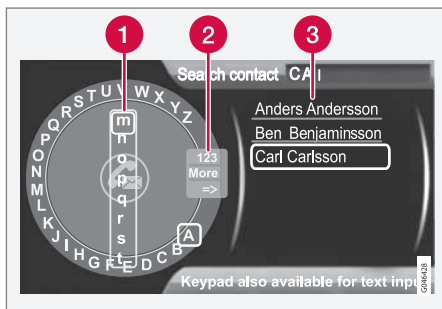 1
2
3
Search contact CA
Anders Andersson
Ben Benjaminsson
Carl Carlsson
A B C D E F G H I J K L M N O P Q R S T U V W X Y Z
m
n
o
p
q
r
s
t
123
More
=>
A
Keypad also available for text inpu
G046428